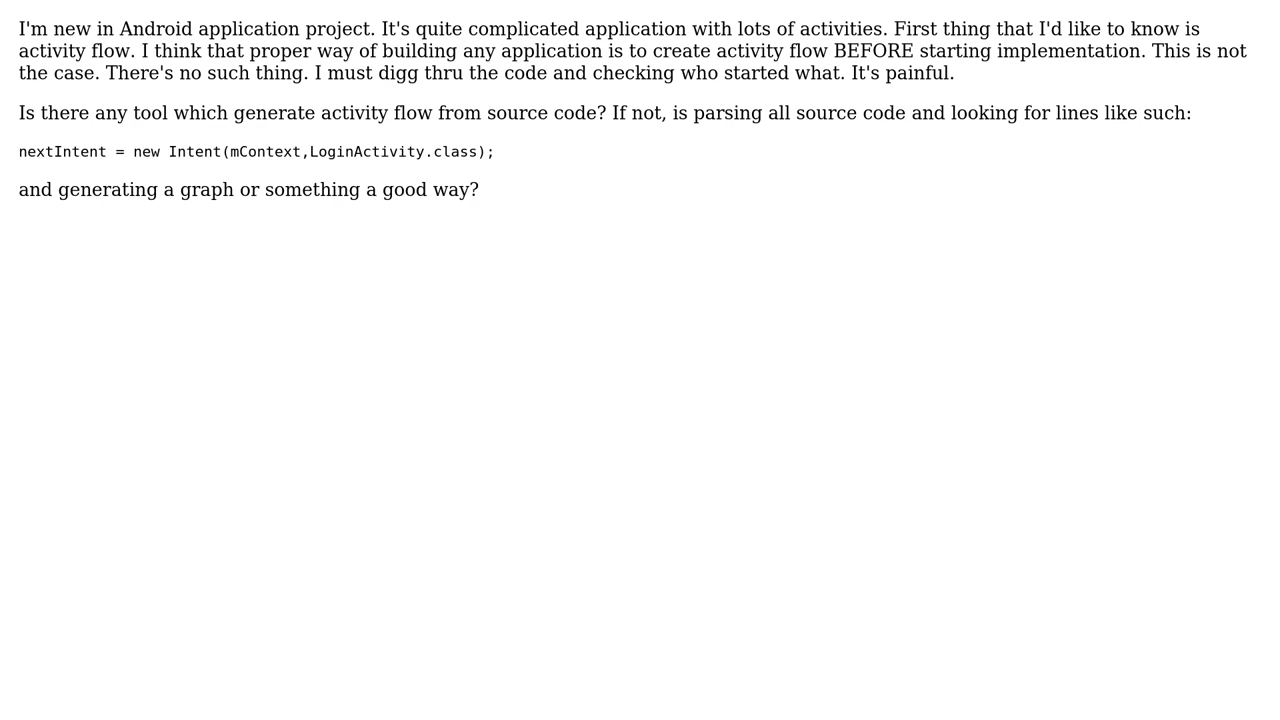 I'm new in Android application project. It's quite complicated application with lots of activities. First thing that I'd like to know is
activity flow. I think that proper way of building any application is to create activity flow BEFORE starting implementation. This is not
the case. There's no such thing. I must digg thru the code and checking who started what. It's painful.
Is there any tool which generate activity flow from source code? If not, is parsing all source code and looking for lines like such:
nextIntent = new Intent(mContext,LoginActivity.class);
and generating a graph or something a good way?